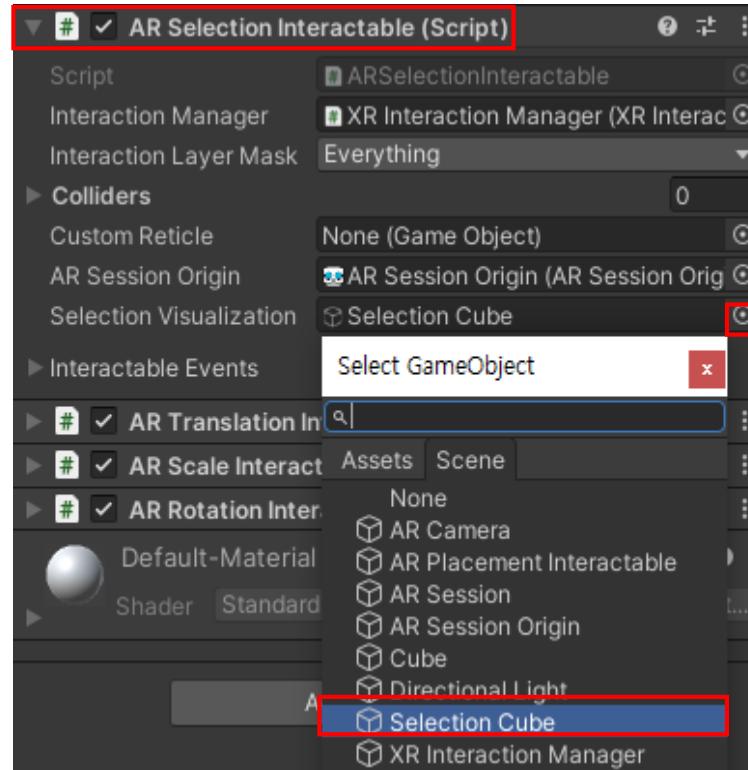 # AR Selection Interactable (Script)
Script ARSelectionInteractable
Interaction Manager # XR Interaction Manager (XR Interac
Interaction Layer Mask Everything
Colliders 0
Custom Reticle None (Game Object)
AR Session Origin AR Session Origin (AR Session Orig
Selection Visualization Selection Cube
Interactable Events
Select GameObject x
# AR Translation In
Assets Scene
# AR Scale Interact
None
# AR Rotation Inter
AR Camera
Default-Material
AR Placement Interactable
AR Session
Shader Standard
AR Session Origin
Cube
Directional Light
A
Selection Cube
XR Interaction Manager